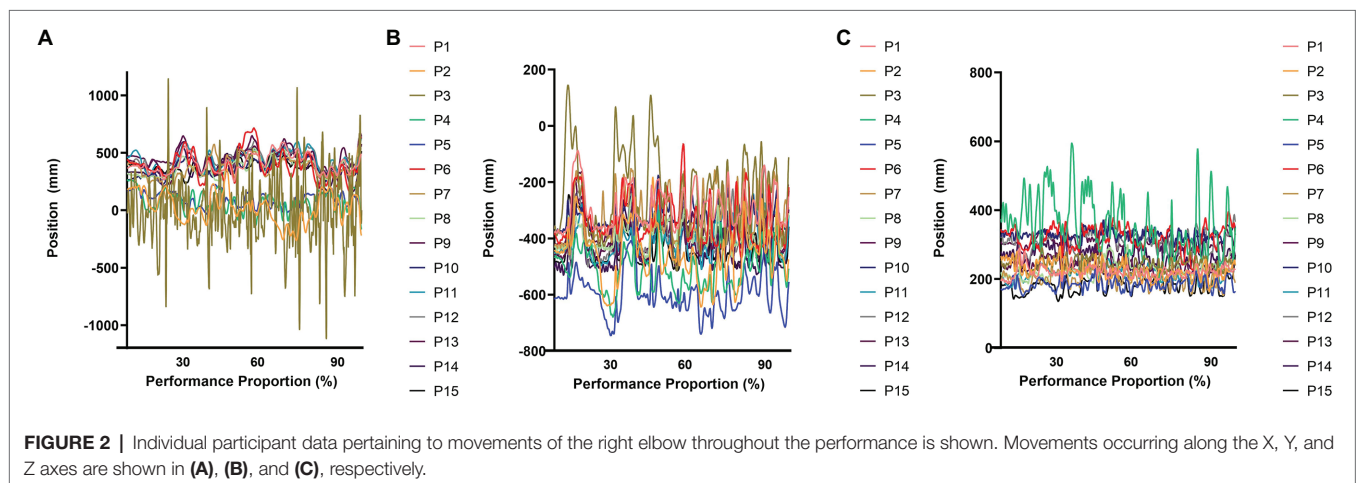 A
1000
500
0
-500
-1000
Position (mm)
30 60 90
Performance Proportion (%)
P1
P2
P3
P4
P5
P6
P7
P8
P9
P10
P11
P12
P13
P14
P15
B
200
0
-200
-400
-600
-800
Position (mm)
30 60 90
Performance Proportion (%)
P1
P2
P3
P4
P5
P6
P7
P8
P9
P10
P11
P12
P13
P14
P15
C
800
600
400
200
0
Position (mm)
30 60 90
Performance Proportion (%)
P1
P2
P3
P4
P5
P6
P7
P8
P9
P10
P11
P12
P13
P14
P15
FIGURE 2 | Individual participant data pertaining to movements of the right elbow throughout the performance is shown. Movements occurring along the X, Y, and
Z axes are shown in (A), (B), and (C), respectively.